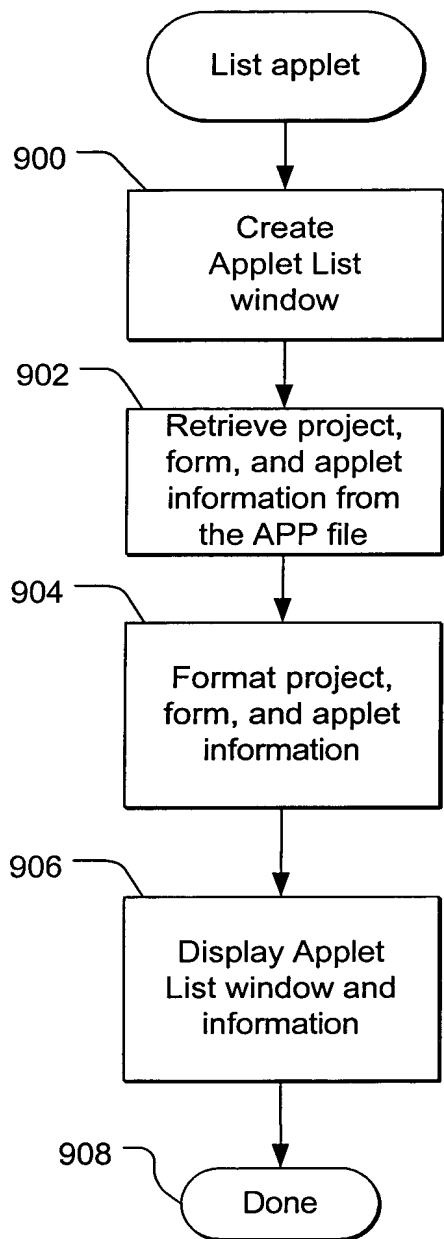 List applet
900
Create
Applet List
window
902
Retrieve project,
form, and applet
information from
the APP file
904
Format project,
form, and applet
information
906
Display Applet
List window and
information
908
Done